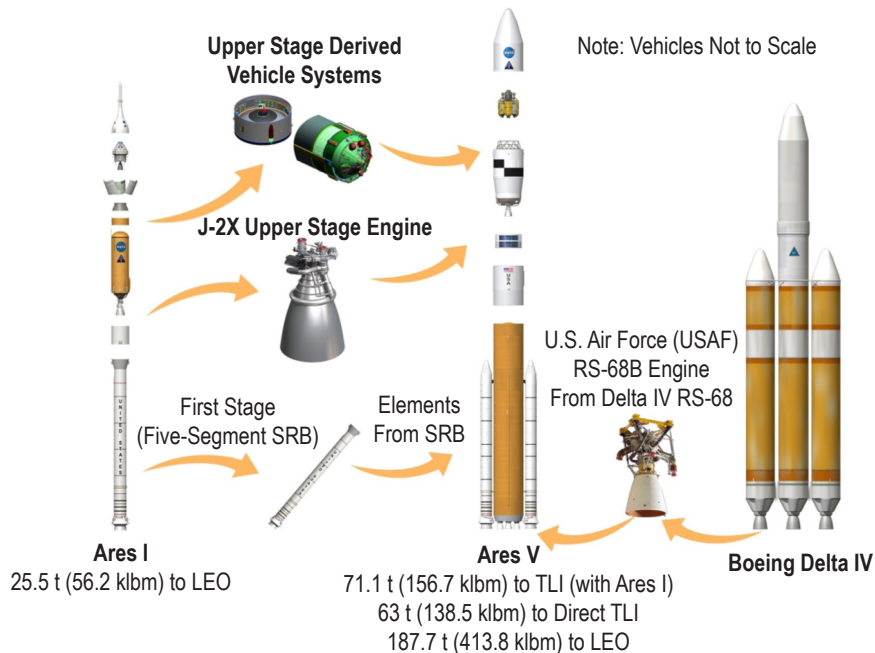 Upper Stage Derived
Vehicle Systems
Note: Vehicles Not to Scale
J-2X Upper Stage Engine
USA
U.S. Air Force (USAF)
RS-68B Engine
From Delta IV RS-68
First Stage
(Five-Segment SRB)
Elements
From SRB
UNITED STATES
Ares I
25.5 t (56.2 klbm) to LEO
Ares V
71.1 t (156.7 klbm) to TLI (with Ares I)
63 t (138.5 klbm) to Direct TLI
187.7 t (413.8 klbm) to LEO
Boeing Delta IV